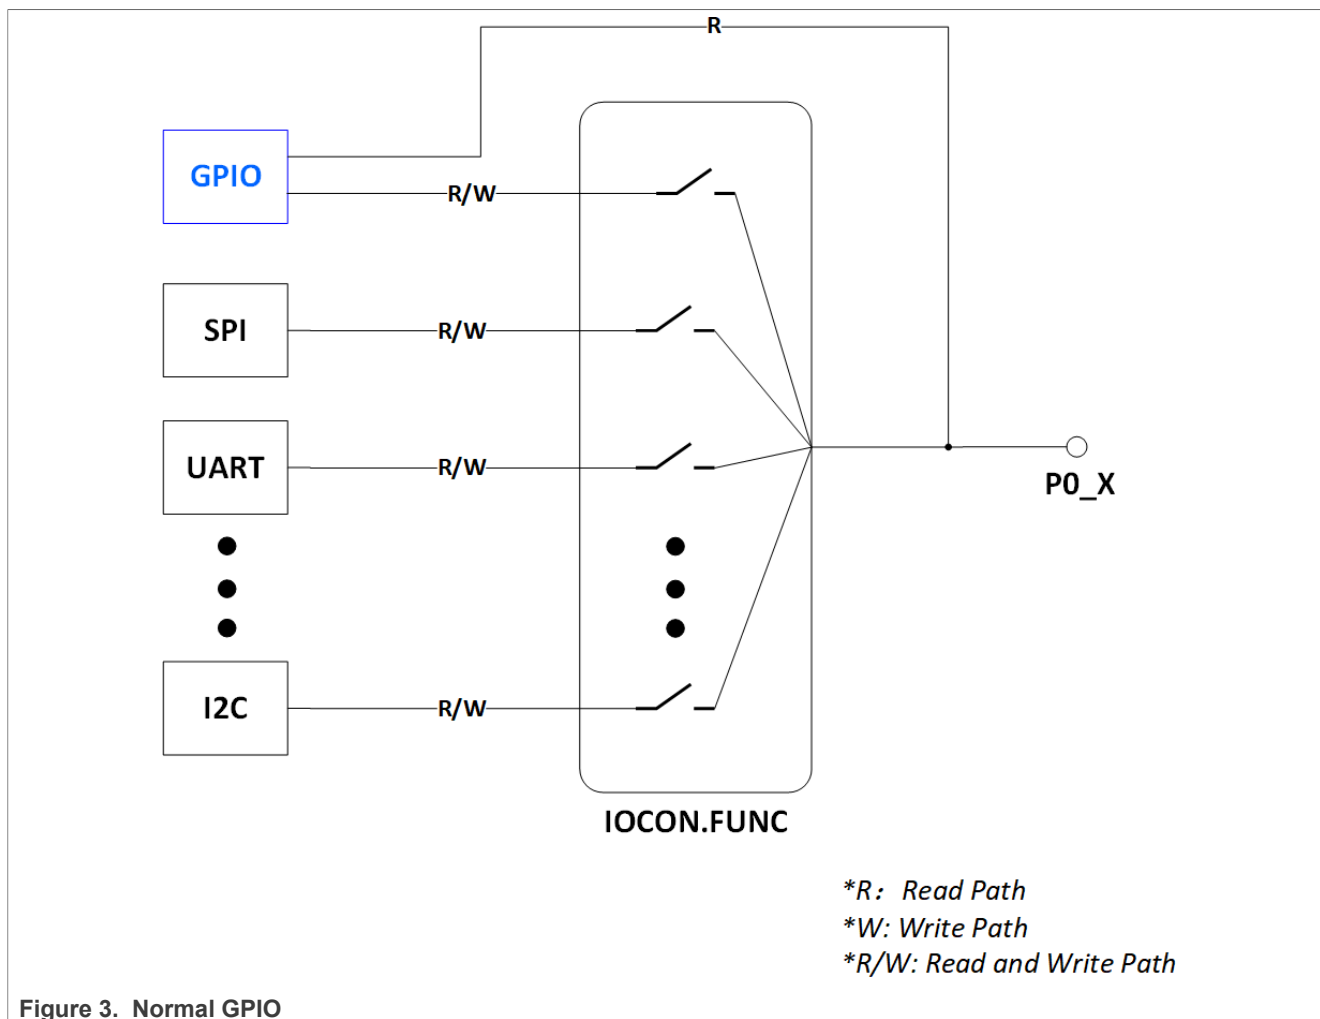 R
GPIO
R/W
SPI
R/W
UART
R/W
P0_X
I2C
R/W
IOCON.FUNC
*R： Read Path
*W: Write Path
*R/W: Read and Write Path
Figure 3. Normal GPIO